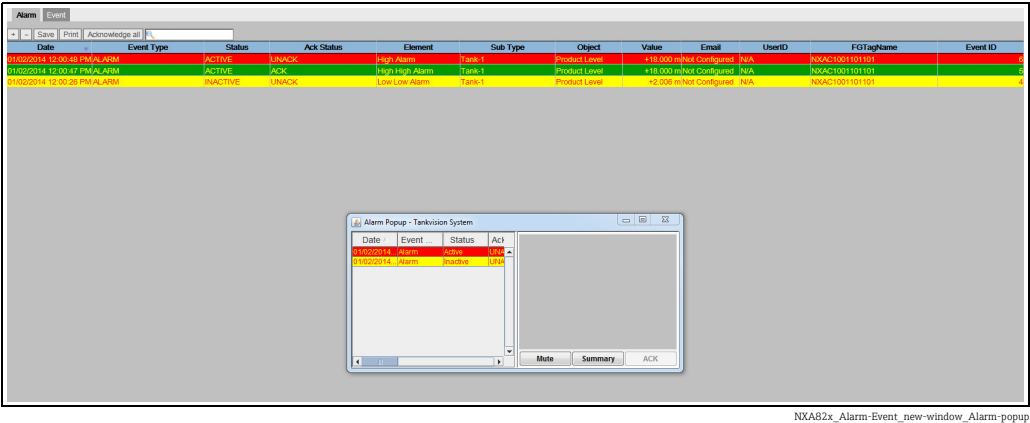 Alarm Event
+ - Save Print Acknowledge all
Date Event Type Status Ack Status Element Sub Type Object Value Email UserID FGTagName Event ID
01/02/2014 12:00:48 PM ALARM ACTIVE UNACK High Alarm Tank-1 Product Level +18.000 m Not Configured N/A NXAC1001101101 6
01/02/2014 12:00:47 PM ALARM ACTIVE ACK High High Alarm Tank-1 Product Level +18.000 m Not Configured N/A NXAC1001101101 5
01/02/2014 12:00:26 PM ALARM INACTIVE UNACK Low Low Alarm Tank-1 Product Level +2.006 m Not Configured N/A NXAC1001101101 4
Alarm Popup - Tankvision System
Date Event ... Status Ack
01/02/2014... Alarm Active UNA
01/02/2014... Alarm Inactive UNA
Mute Summary ACK
NXA82x_Alarm-Event_new-window_Alarm-popup